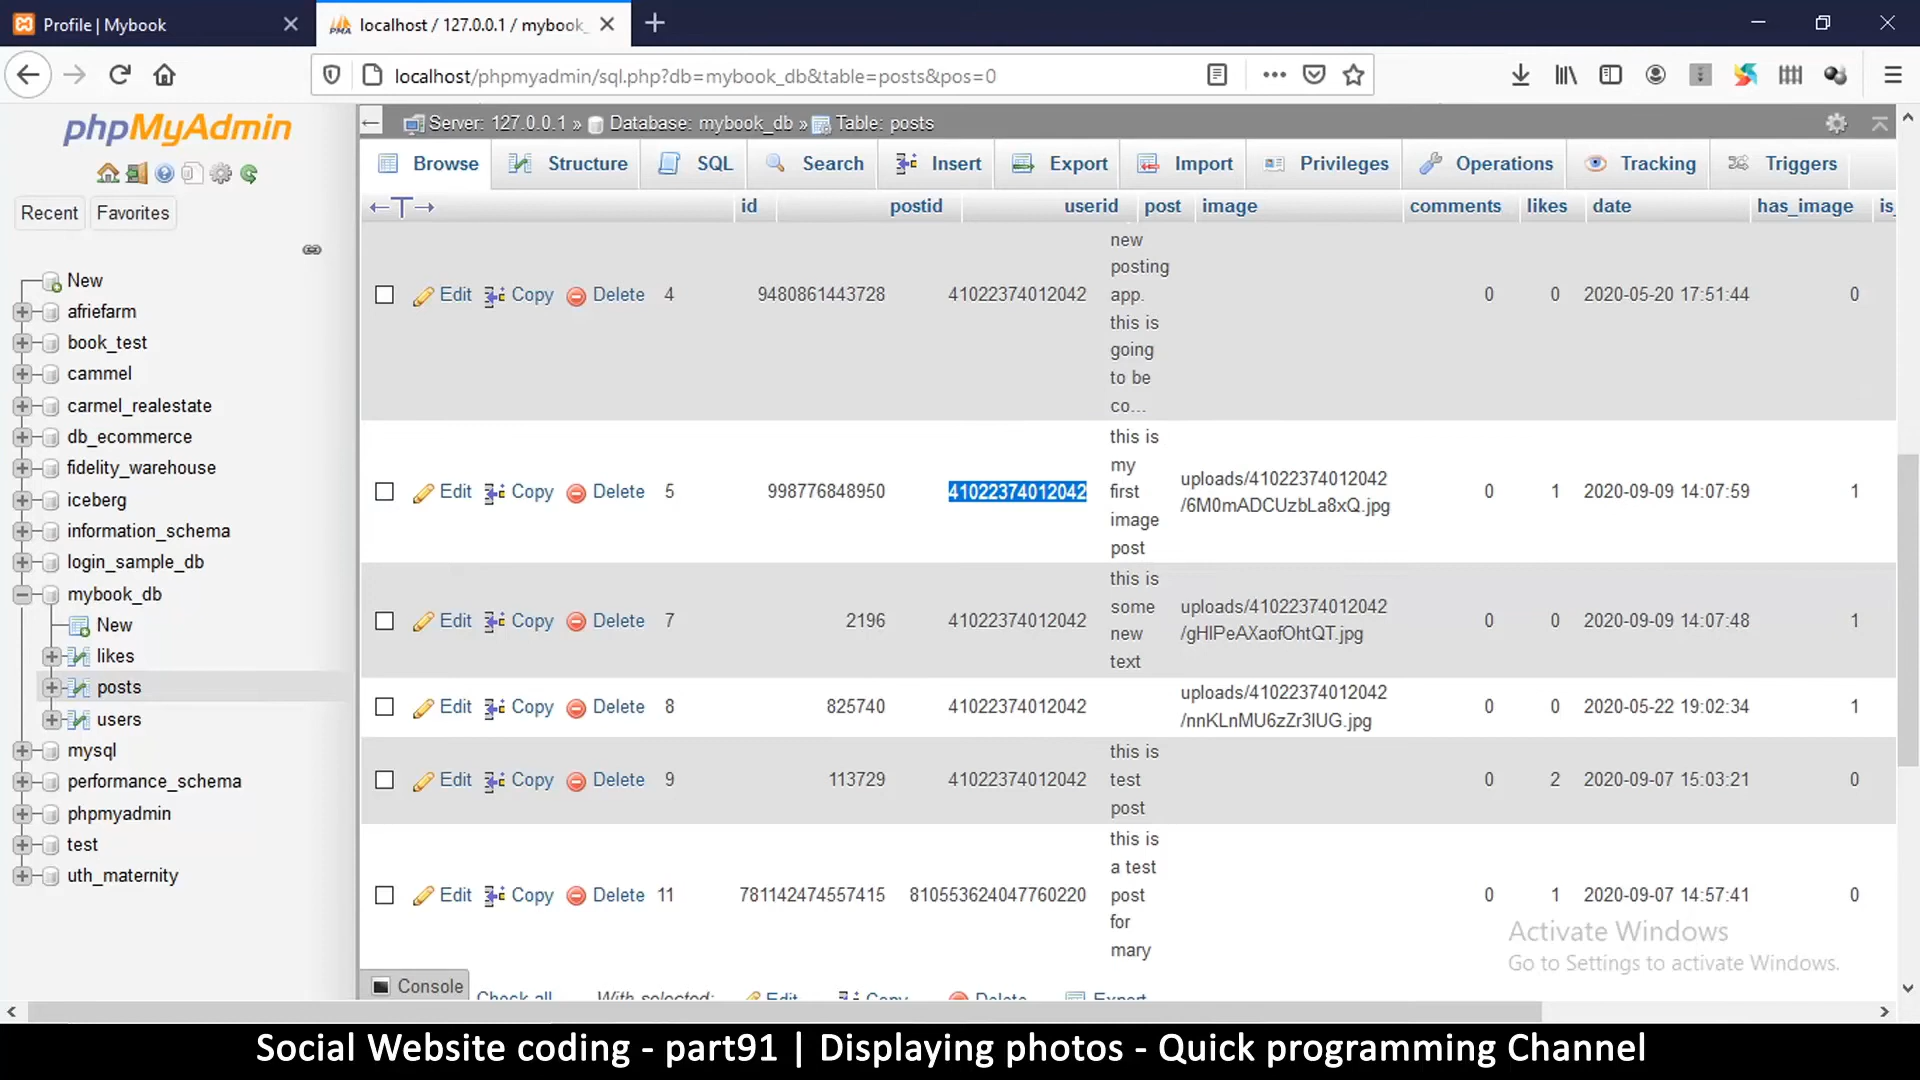 Profile | Mybook
localhost / 127.0.0.1 / mybook_
localhost/phpmyadmin/sql.php?db=mybook_db&table=posts&pos=0
phpMyAdmin
Recent
Favorites
New
afriefarm
book_test
cammel
carmel_realestate
db_ecommerce
fidelity_warehouse
iceberg
information_schema
login_sample_db
mybook_db
New
likes
posts
users
mysql
performance_schema
phpmyadmin
test
uth_maternity
Server: 127.0.0.1 » Database: mybook_db » Table: posts
Browse Structure SQL Search Insert Export Import Privileges Operations Tracking Triggers
id postid userid post image comments likes date has_image is_
new
posting
app.
Edit Copy Delete 4 9480861443728 41022374012042 0 0 2020-05-20 17:51:44 0
this is
going
to be
co...
this is
my
first
image
post
Edit Copy Delete 5 998776848950 41022374012042 uploads/41022374012042
/6M0mADCUzbLa8xQ.jpg 0 1 2020-09-09 14:07:59 1
this is
some
new
text
Edit Copy Delete 7 2196 41022374012042 uploads/41022374012042
/gHlPeAXaofOhtQT.jpg 0 0 2020-09-09 14:07:48 1
Edit Copy Delete 8 825740 41022374012042 uploads/41022374012042
/nnKLnMU6zZr3lUG.jpg 0 0 2020-05-22 19:02:34 1
this is
test
post
Edit Copy Delete 9 113729 41022374012042 0 2 2020-09-07 15:03:21 0
this is
a test
post
for
mary
Edit Copy Delete 11 781142474557415 810553624047760220 0 1 2020-09-07 14:57:41 0
Activate Windows
Go to Settings to activate Windows.
Console
Check all With selected: Edit Copy Delete Export
Social Website coding - part91 | Displaying photos - Quick programming Channel